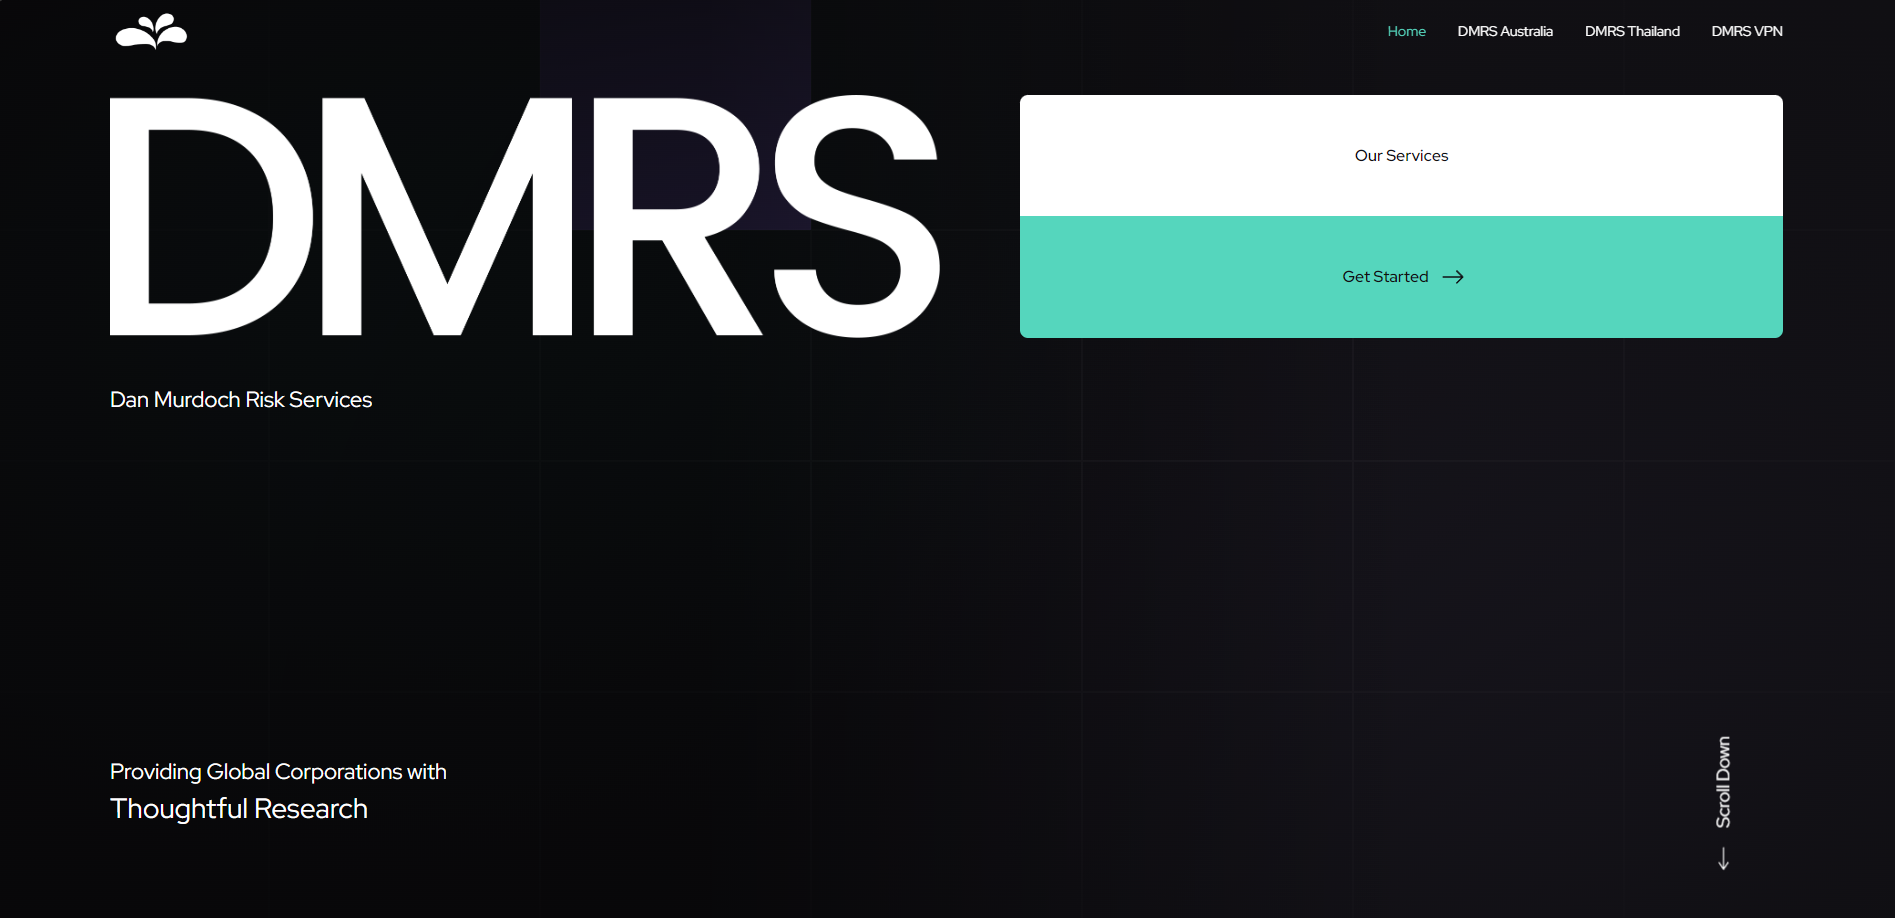 Home
DMRS Australia
DMRS Thailand
DMRS VPN
DMRS
Our Services
Get Started
Dan Murdoch Risk Services
Providing Global Corporations with
Thoughtful Research
Scroll Down